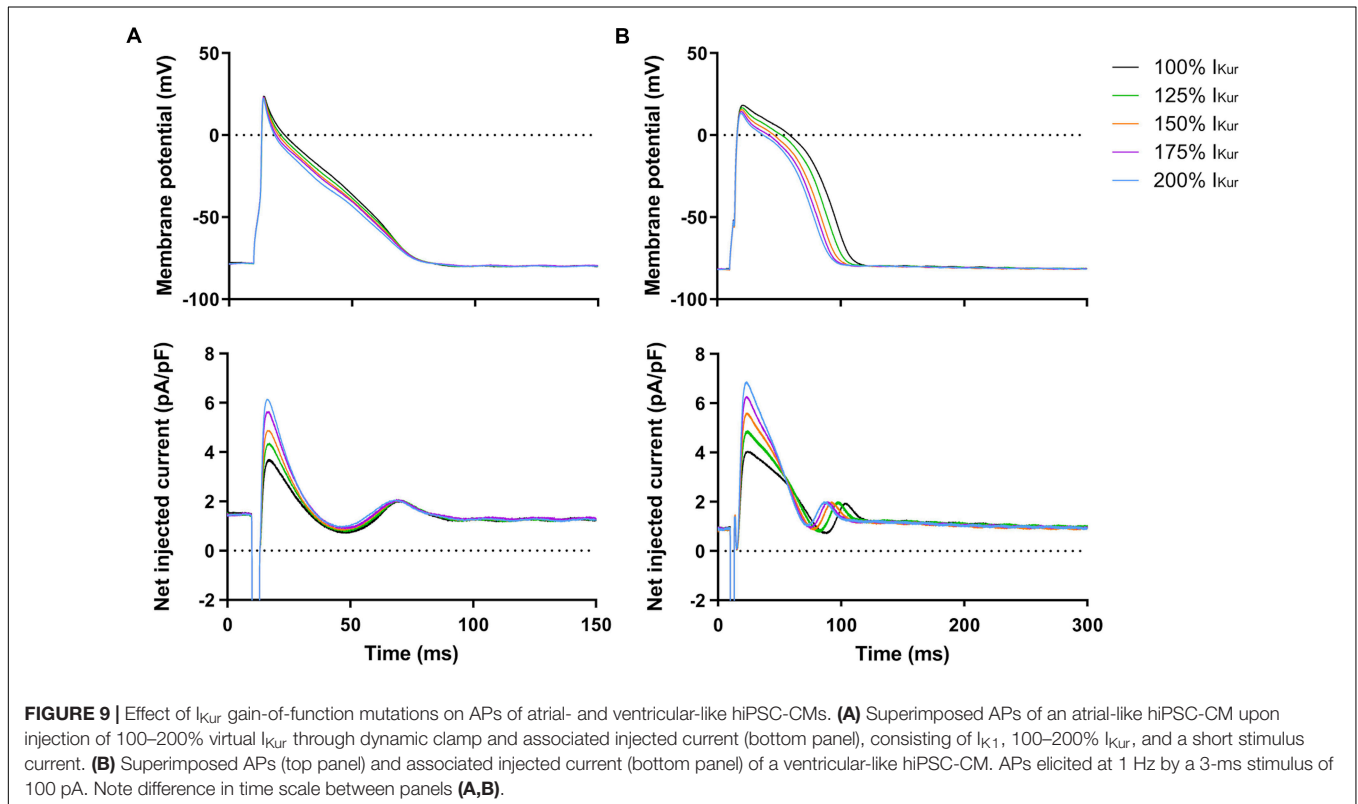 A
B
Membrane potential (mV)
50
0
-50
-100
Membrane potential (mV)
50
0
-50
-100
100% IKur
125% IKur
150% IKur
175% IKur
200% IKur
Net injected current (pA/pF)
8
6
4
2
0
-2
0
50
100
150
Time (ms)
Net injected current (pA/pF)
8
6
4
2
0
-2
0
100
200
300
Time (ms)
FIGURE 9 | Effect of IKur gain-of-function mutations on APs of atrial- and ventricular-like hiPSC-CMs. (A) Superimposed APs of an atrial-like hiPSC-CM upon
injection of 100–200% virtual IKur through dynamic clamp and associated injected current (bottom panel), consisting of IK1, 100–200% IKur, and a short stimulus
current. (B) Superimposed APs (top panel) and associated injected current (bottom panel) of a ventricular-like hiPSC-CM. APs elicited at 1 Hz by a 3-ms stimulus of
100 pA. Note difference in time scale between panels (A,B).